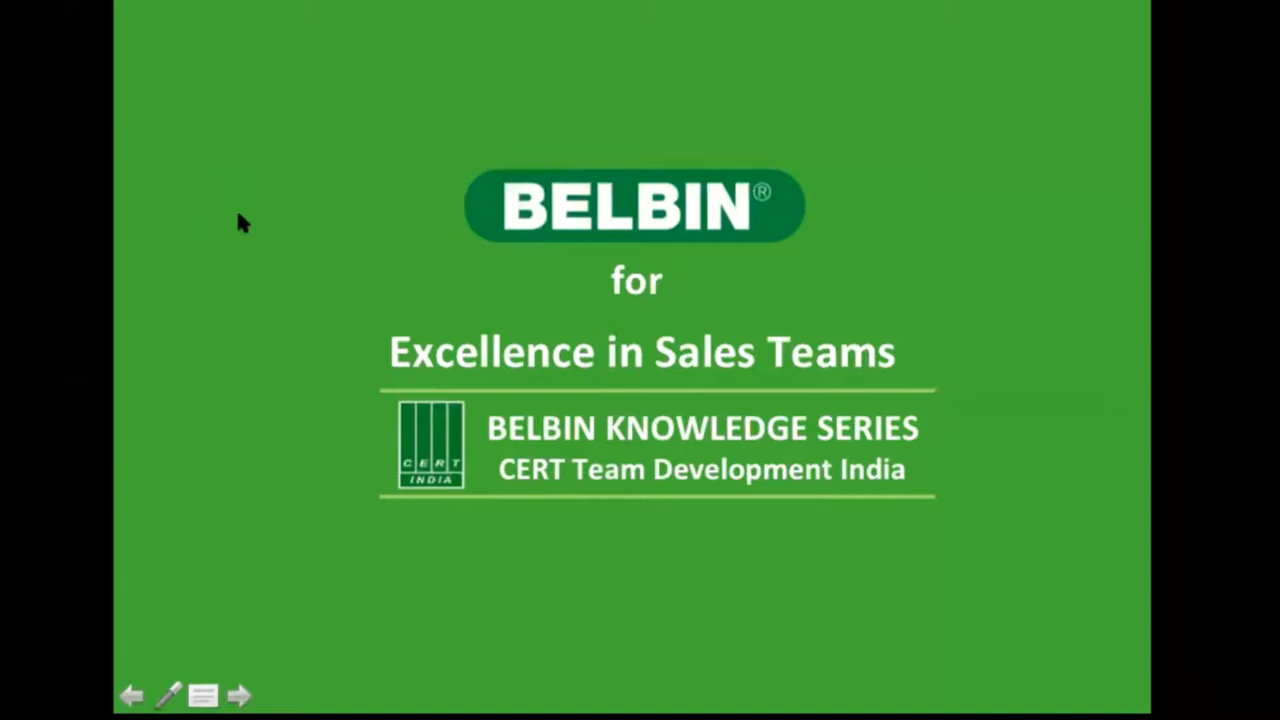 BELBIN®
for
Excellence in Sales Teams
BELBIN KNOWLEDGE SERIES
CERT Team Development India
CERT
INDIA